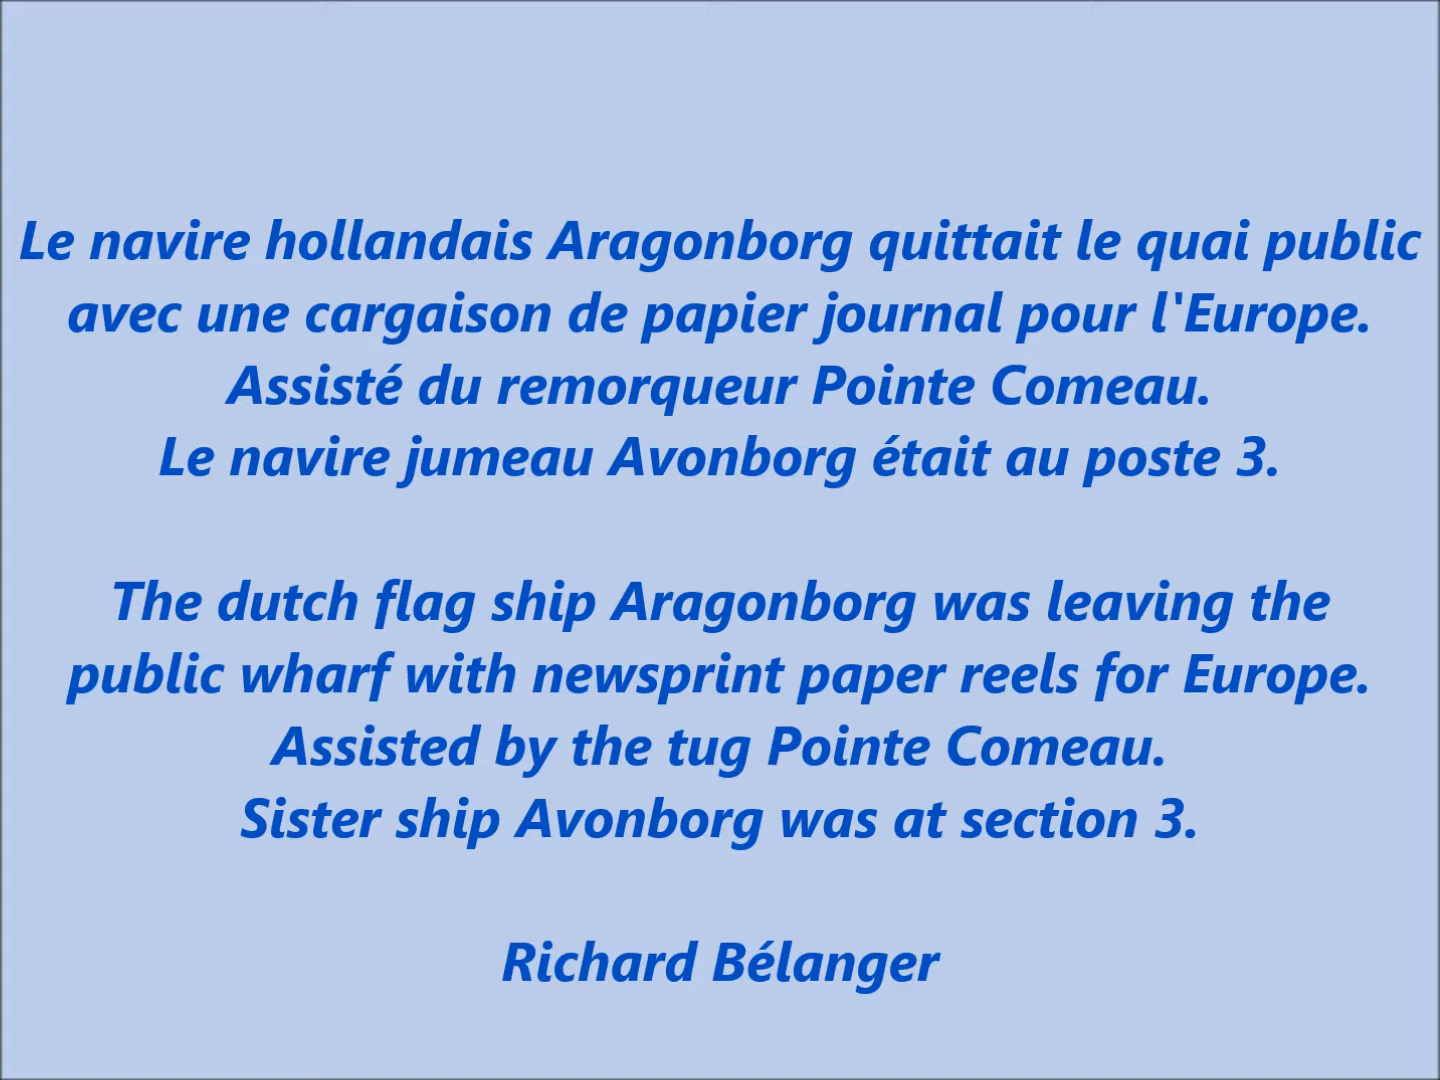 Le navire hollandais Aragonborg quittait le quai public
avec une cargaison de papier journal pour l'Europe.
Assisté du remorqueur Pointe Comeau.
Le navire jumeau Avonborg était au poste 3.
The dutch flag ship Aragonborg was leaving the
public wharf with newsprint paper reels for Europe.
Assisted by the tug Pointe Comeau.
Sister ship Avonborg was at section 3.
Richard Bélanger